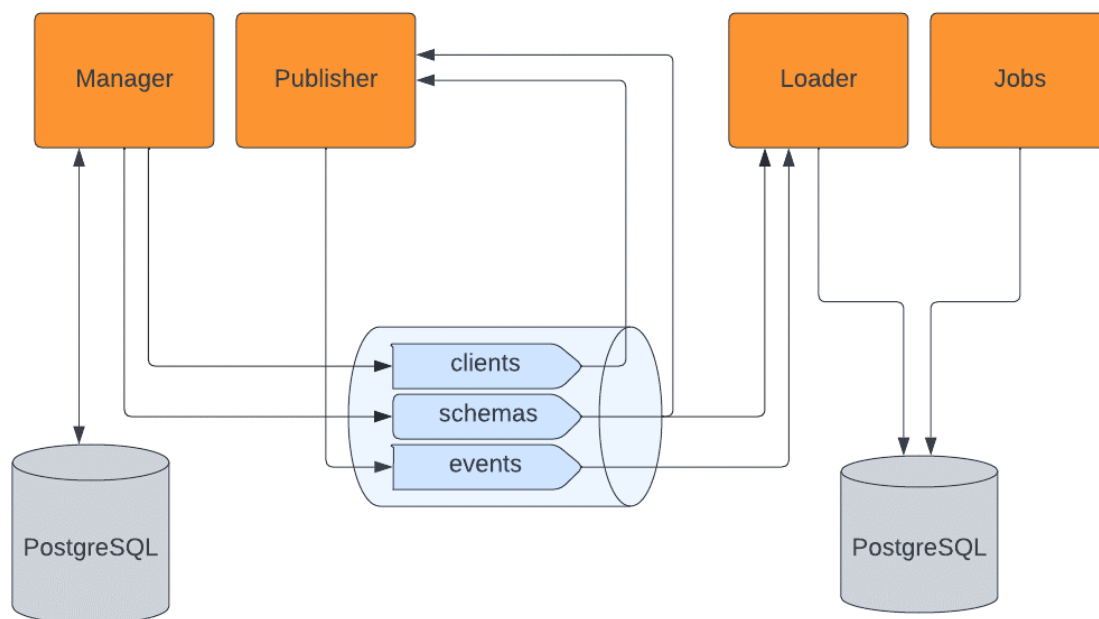 Manager
Publisher
Loader
Jobs
clients
schemas
events
PostgreSQL
PostgreSQL